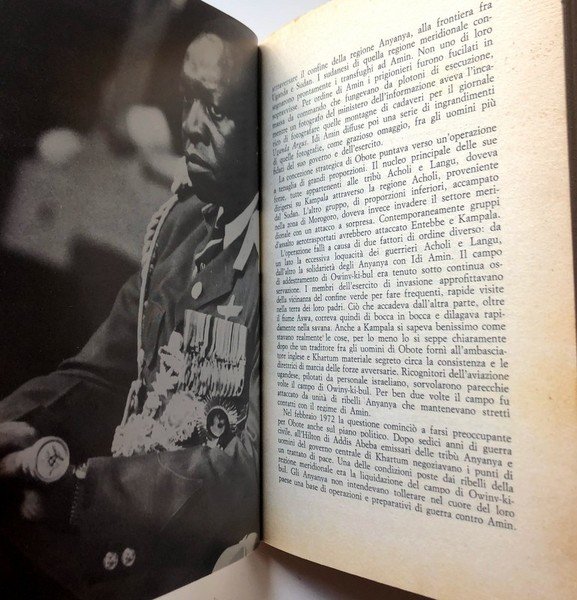 attraversare il confine della regione Anyanya, alla frontiera fra
Uganda e Sudan. I sudanesi di quella regione meridionale con-
segnarono prontamente i transfughi ad Amin. Non uno di loro
sopravvisse. Per ordine di Amin i prigionieri furono fucilati in
massa da commando che fungevano da plotoni di esecuzione,
mentre un fotografo del ministero dell'informazione aveva l'inca-
rico di fotografare quelle montagne di cadaveri per il giornale
Uganda Argus. Idi Amin diffuse poi una serie di ingrandimenti
di quelle fotografie, come grazioso omaggio, fra gli uomini più
fidati del suo governo e dell'esercito.
La concezione strategica di Obote puntava verso un'operazione
a tenaglia di grandi proporzioni. Il nucleo principale delle sue
forze, tutte appartenenti alle tribù Acholi e Langu, doveva
dirigersi su Kampala attraverso la regione Acholi, proveniente
dal Sudan. L'altro gruppo, di proporzioni inferiori, accampato
nella zona di Morogoro, doveva invece invadere il settore meri-
dionale con un attacco a sorpresa. Contemporaneamente gruppi
d'assalto aerotrasportati avrebbero attaccato Entebbe e Kampala.
L'operazione fallì a causa di due fattori di ordine diverso: da
un lato la eccessiva loquacità dei guerrieri Acholi e Langu,
dall'altro la solidarietà degli Anyanya con Idi Amin. Il campo
di addestramento di Owiny-ki-bul era tenuto sotto continua os-
servazione. I membri dell'esercito di invasione approfittavano
della vicinanza del confine verde per fare frequenti, rapide visite
nella terra dei loro padri. Ciò che accadeva dall'altra parte, oltre
il fiume Aswa, correva quindi di bocca in bocca e dilagava rapi-
damente nella savana. Anche a Kampala si sapeva benissimo come
stavano realmente le cose, per lo meno lo si seppe chiaramente
dopo che un traditore fra gli uomini di Obote fornì all'ambascia-
tore inglese e Khartum materiale segreto circa la consistenza e le
direttrici di marcia delle forze avversarie. Ricognitori dell'aviazione
ugandese, pilotati da personale israeliano, sorvolarono parecchie
volte il campo di Owiny-ki-bul. Per ben due volte il campo fu
attaccato da unità di ribelli Anyanya che mantenevano stretti
contatti con il regime di Amin.
Nel febbraio 1972 la questione cominciò a farsi preoccupante
per Obote anche sul piano politico. Dopo sedici anni di guerra
civile, all'Hilton di Addis Abeba emissari delle tribù Anyanya e
uomini del governo centrale di Khartum negoziavano i punti di
un trattato di pace. Una delle condizioni poste dai ribelli della
regione meridionale era la liquidazione del campo di Owiny-ki-
bul. Gli Anyanya non intendevano tollerare nel cuore del loro
paese una base di operazioni e preparativi di guerra contro Amin.